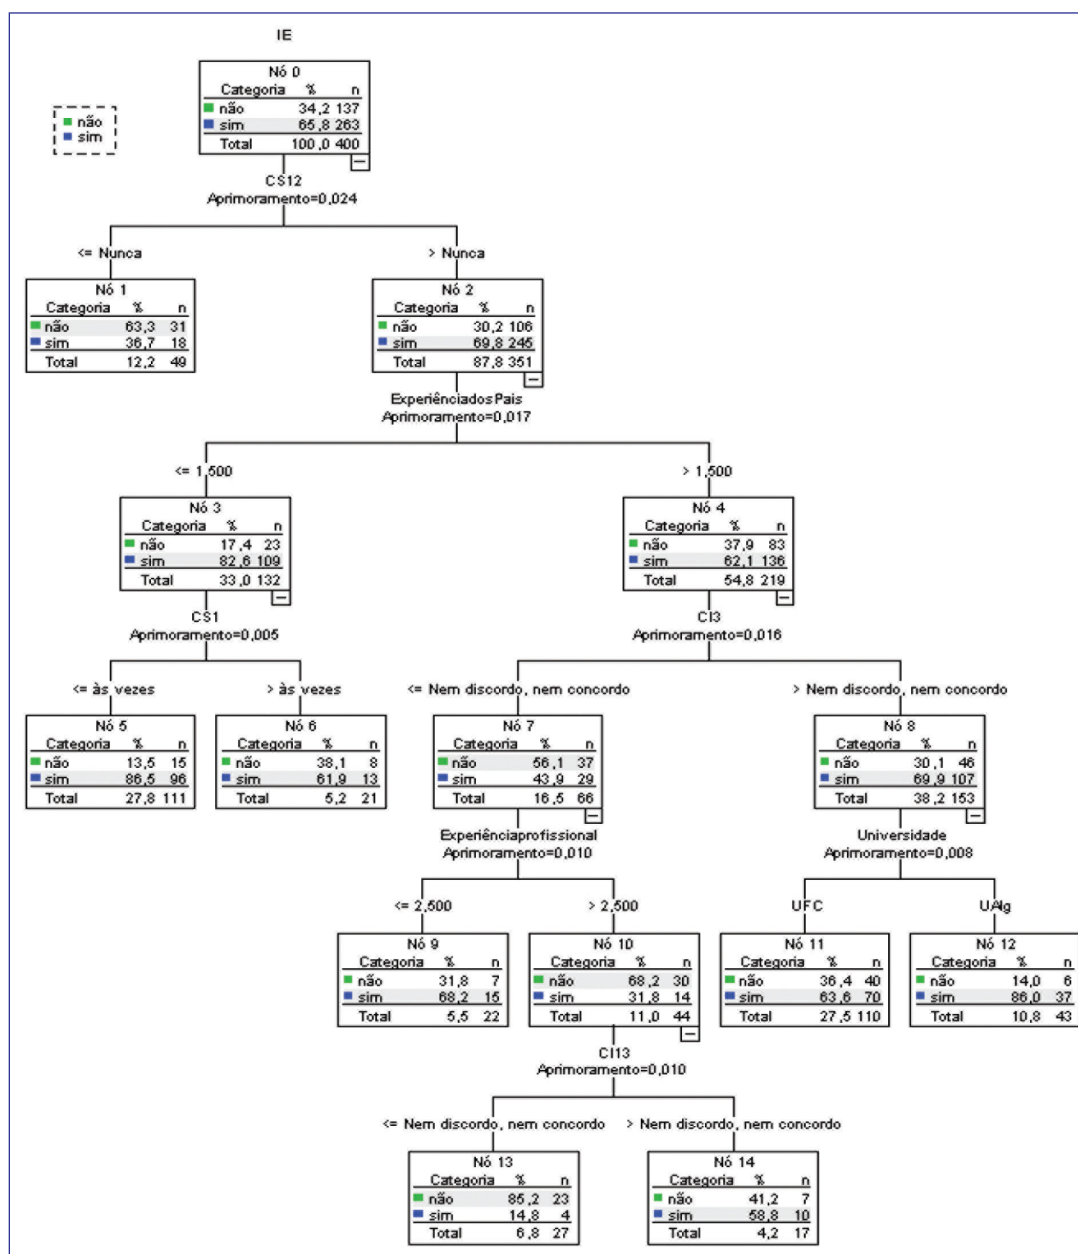 IE
Nó 0
Categoria % n
não 34,2 137
sim 65,8 263
Total 100,0 400
não
sim
CS12
Aprimoramento=0,024
<= Nunca
> Nunca
Nó 1
Categoria % n
não 63,3 31
sim 36,7 18
Total 12,2 49
Nó 2
Categoria % n
não 30,2 106
sim 69,8 245
Total 87,8 351
ExperiênciadosPais
Aprimoramento=0,017
<= 1,500
> 1,500
Nó 3
Categoria % n
não 17,4 23
sim 82,6 109
Total 33,0 132
Nó 4
Categoria % n
não 37,9 83
sim 62,1 136
Total 54,8 219
CS1
Aprimoramento=0,005
CI3
Aprimoramento=0,016
<= às vezes
> às vezes
<= Nem discordo, nem concordo
> Nem discordo, nem concordo
Nó 5
Categoria % n
não 13,5 15
sim 86,5 96
Total 27,8 111
Nó 6
Categoria % n
não 38,1 8
sim 61,9 13
Total 5,2 21
Nó 7
Categoria % n
não 56,1 37
sim 43,9 29
Total 16,5 66
Nó 8
Categoria % n
não 30,1 46
sim 69,9 107
Total 38,2 153
Experiênciaprofissional
Aprimoramento=0,010
Universidade
Aprimoramento=0,008
<= 2,500
> 2,500
UFC
UAlg
Nó 9
Categoria % n
não 31,8 7
sim 68,2 15
Total 5,5 22
Nó 10
Categoria % n
não 68,2 30
sim 31,8 14
Total 11,0 44
Nó 11
Categoria % n
não 36,4 40
sim 63,6 70
Total 27,5 110
Nó 12
Categoria % n
não 14,0 6
sim 86,0 37
Total 10,8 43
CI13
Aprimoramento=0,010
<= Nem discordo, nem concordo
> Nem discordo, nem concordo
Nó 13
Categoria % n
não 85,2 23
sim 14,8 4
Total 6,8 27
Nó 14
Categoria % n
não 41,2 7
sim 58,8 10
Total 4,2 17